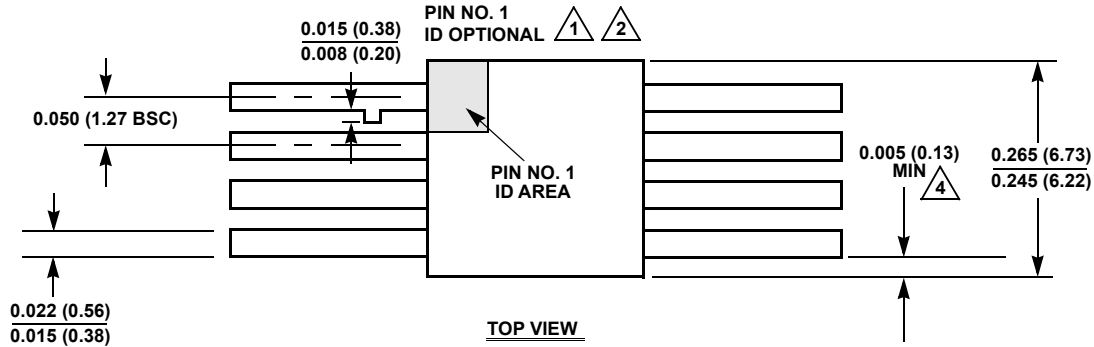 PIN NO. 1
ID OPTIONAL 1 2
0.015 (0.38)
0.008 (0.20)
0.050 (1.27 BSC)
PIN NO. 1
ID AREA
0.005 (0.13)
MIN 4
0.265 (6.73)
0.245 (6.22)
0.022 (0.56)
0.015 (0.38)
TOP VIEW